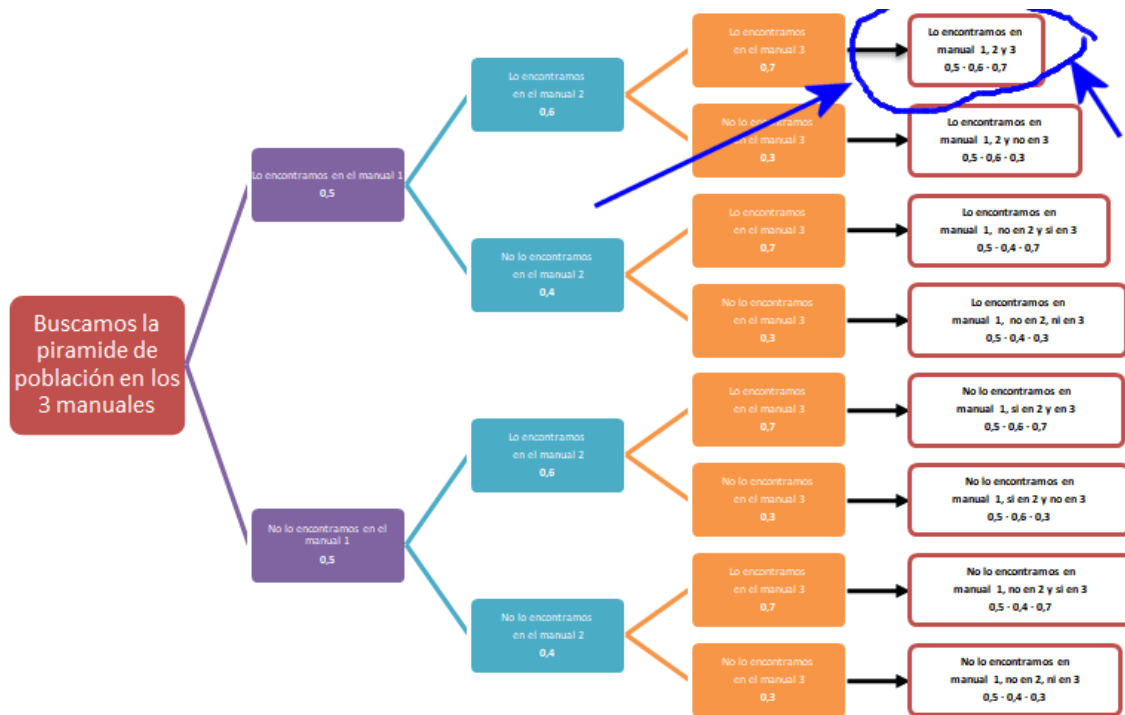 Buscamos la
piramide de
población en los
3 manuales
Lo encontramos en el manual 1
0,5
No lo encontramos en el
manual 1
0,5
Lo encontramos
en el manual 2
0,6
No lo encontramos
en el manual 2
0,4
Lo encontramos
en el manual 2
0,6
No lo encontramos
en el manual 2
0,4
Lo encontramos
en el manual 3
0,7
No lo encontramos
en el manual 3
0,3
Lo encontramos
en el manual 3
0,7
No lo encontramos
en el manual 3
0,3
Lo encontramos
en el manual 3
0,7
No lo encontramos
en el manual 3
0,3
Lo encontramos
en el manual 3
0,7
No lo encontramos
en el manual 3
0,3
Lo encontramos en
manual 1, 2 y 3
0,5 - 0,6 - 0,7
Lo encontramos en
manual 1, 2 y no en 3
0,5 - 0,6 - 0,3
Lo encontramos en
manual 1, no en 2 y si en 3
0,5 - 0,4 - 0,7
Lo encontramos en
manual 1, no en 2, ni en 3
0,5 - 0,4 - 0,3
No lo encontramos en
manual 1, si en 2 y en 3
0,5 - 0,6 - 0,7
No lo encontramos en
manual 1, si en 2 y no en 3
0,5 - 0,6 - 0,3
No lo encontramos en
manual 1, no en 2 y si en 3
0,5 - 0,4 - 0,7
No lo encontramos en
manual 1, no en 2, ni en 3
0,5 - 0,4 - 0,3